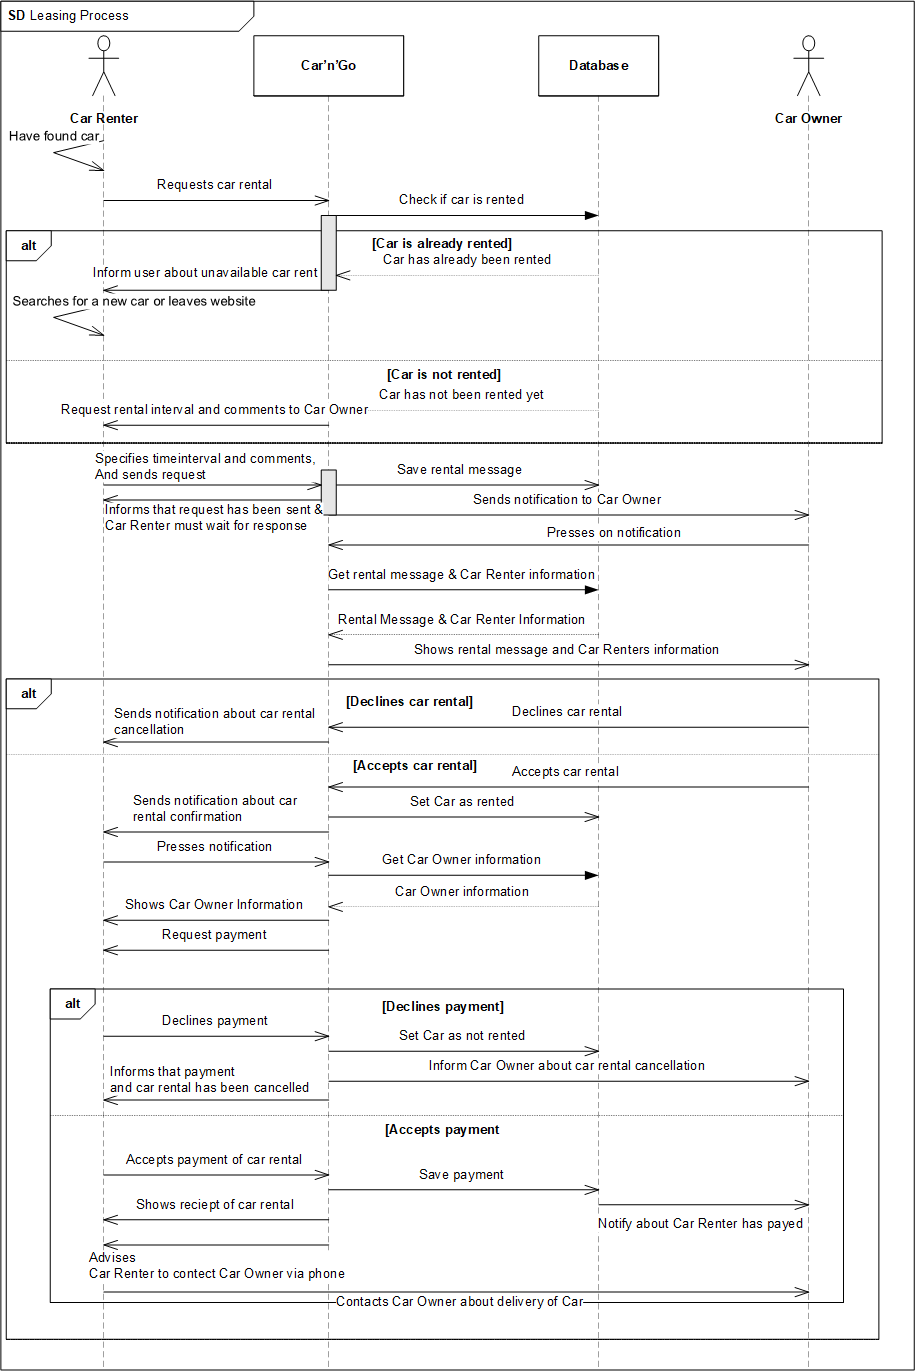 SD Leasing Process
Car'n'Go
Database
Car Renter
Car Owner
Have found car
Requests car rental
Check if car is rented
alt
[Car is already rented]
Car has already been rented
Inform user about unavailable car rent
Searches for a new car or leaves website
[Car is not rented]
Car has not been rented yet
Request rental interval and comments to Car Owner
Specifies timeinterval and comments,
And sends request
Save rental message
Sends notification to Car Owner
Informs that request has been sent &
Car Renter must wait for response
Presses on notification
Get rental message & Car Renter information
Rental Message & Car Renter Information
Shows rental message and Car Renters information
alt
[Declines car rental]
Declines car rental
Sends notification about car rental
cancellation
[Accepts car rental]
Accepts car rental
Set Car as rented
Sends notification about car
rental confirmation
Presses notification
Get Car Owner information
Car Owner information
Shows Car Owner Information
Request payment
alt
[Declines payment]
Declines payment
Set Car as not rented
Inform Car Owner about car rental cancellation
Informs that payment
and car rental has been cancelled
[Accepts payment
Accepts payment of car rental
Save payment
Shows reciept of car rental
Notify about Car Renter has payed
Advises
Car Renter to contect Car Owner via phone
Contacts Car Owner about delivery of Car